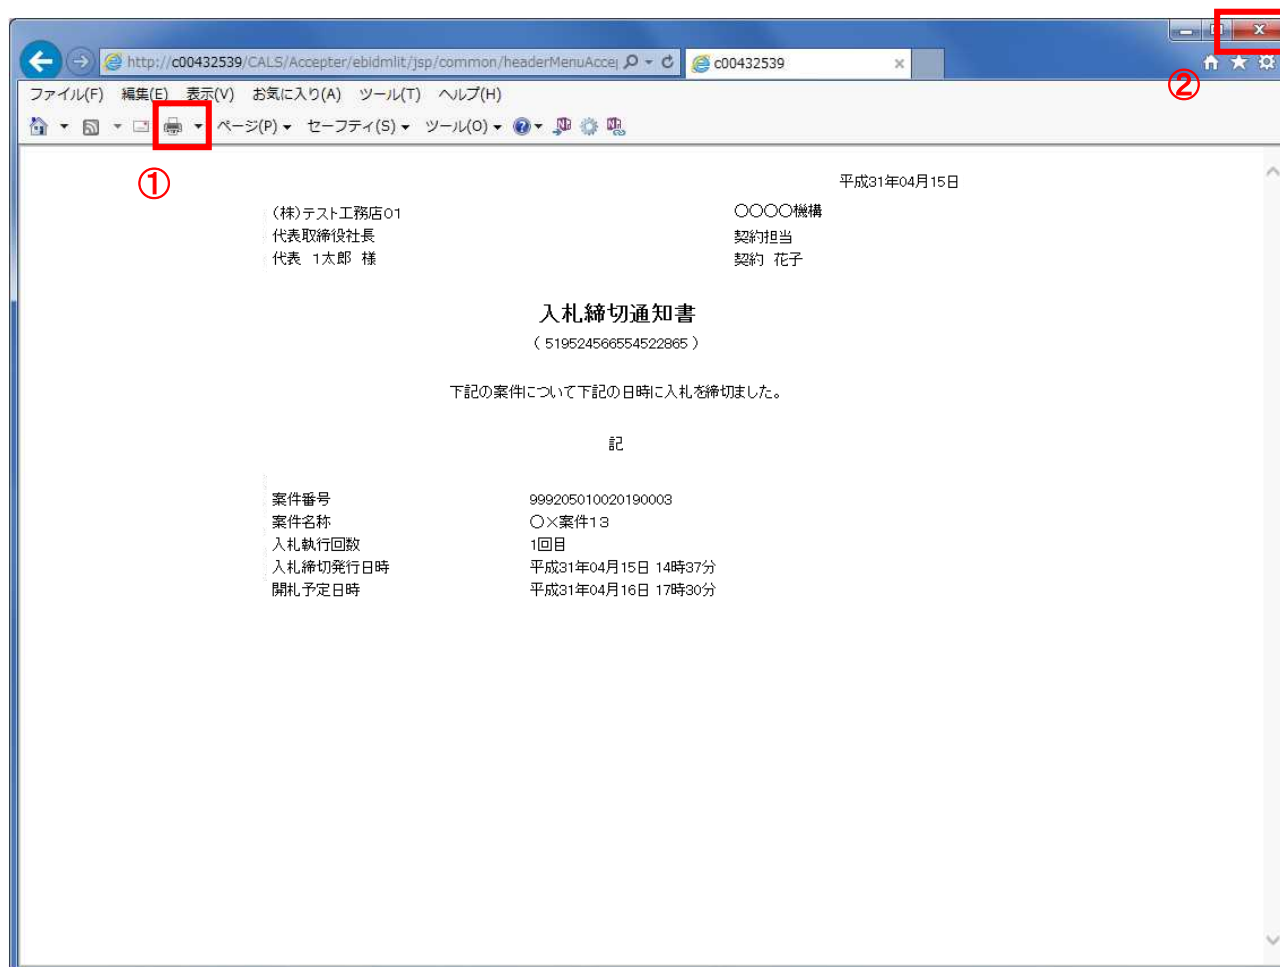 http://c00432539/CALS/Accepter/ebidmlit/jsp/common/headerMenuAccep
c00432539
ファイル(F) 編集(E) 表示(V) お気に入り(A) ツール(T) ヘルプ(H)
ページ(P) セーフティ(S) ツール(O)
①
②
平成31年04月15日
(株)テスト工務店01
代表取締役社長
代表 1太郎 様
〇〇〇〇機構
契約担当
契約 花子
入札締切通知書
( 519524566554522865 )
下記の案件について下記の日時に入札を締切ました。
記
案件番号 999205010020190003
案件名称 〇×案件13
入札執行回数 1回目
入札締切発行日時 平成31年04月15日 14時37分
開札予定日時 平成31年04月16日 17時30分